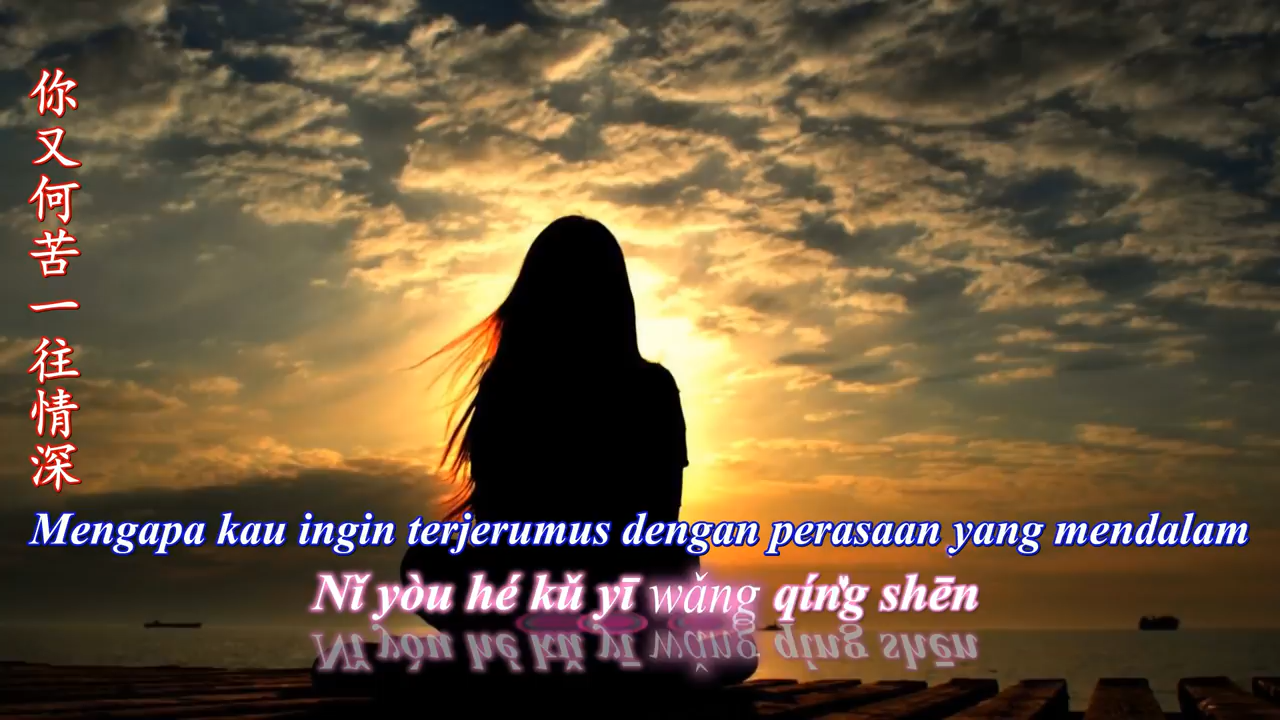 你又何苦一往情深
Mengapa kau ingin terjerumus dengan perasaan yang mendalam
Nǐ yòu hé kǔ yī wǎng qíng shēn